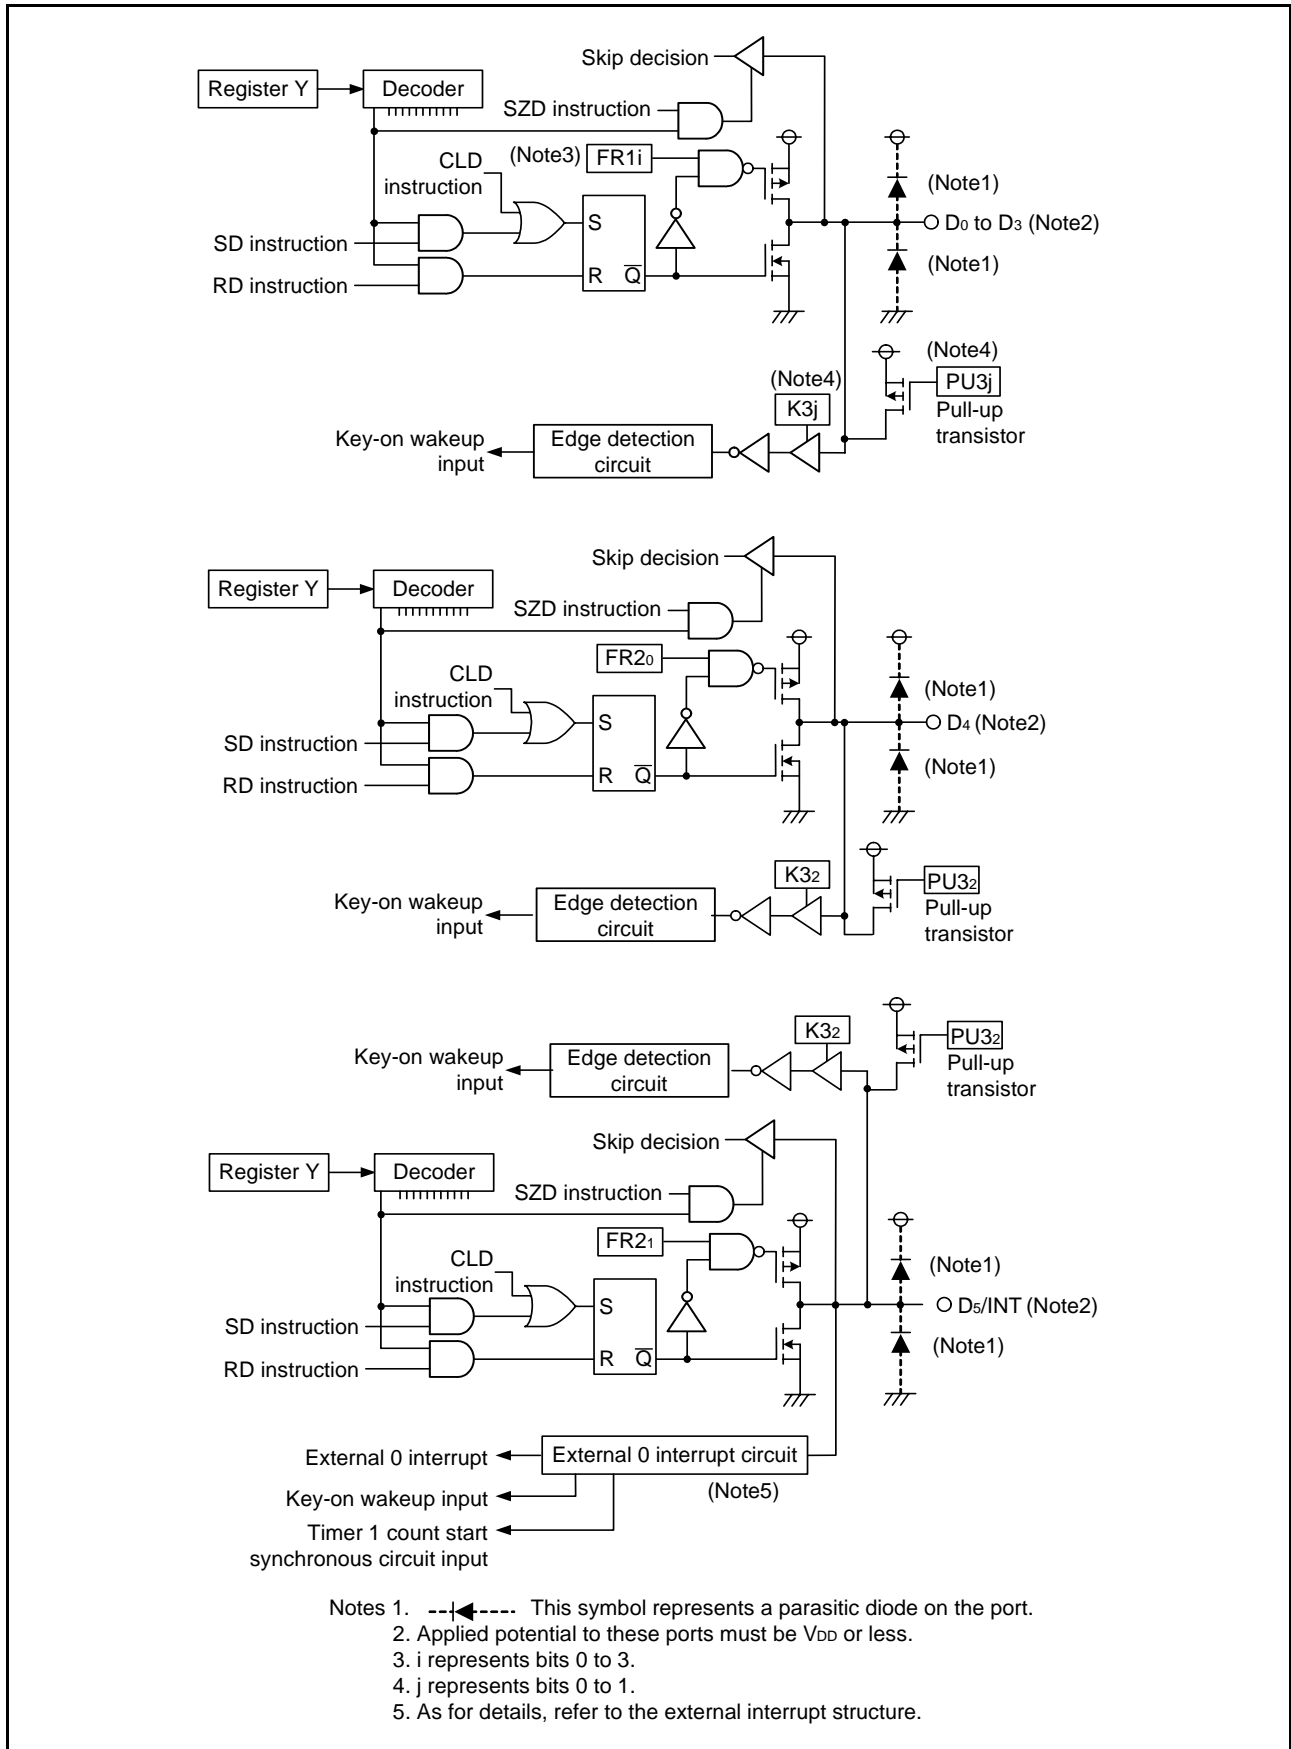 Skip decision
Register Y
Decoder
SZD instruction
(Note3)
FR1i
CLD
instruction
(Note1)
S
SD instruction
D0 to D3 (Note2)
R
Q̅
RD instruction
(Note1)
(Note4)
PU3j
Pull-up
transistor
(Note4)
K3j
Key-on wakeup
input
Edge detection
circuit
Skip decision
Register Y
Decoder
SZD instruction
FR20
CLD
instruction
(Note1)
S
SD instruction
D4 (Note2)
R
Q̅
RD instruction
(Note1)
K32
PU32
Pull-up
transistor
Key-on wakeup
input
Edge detection
circuit
K32
PU32
Pull-up
transistor
Key-on wakeup
input
Edge detection
circuit
Skip decision
Register Y
Decoder
SZD instruction
FR21
CLD
instruction
(Note1)
S
SD instruction
D5/INT (Note2)
R
Q̅
RD instruction
(Note1)
External 0 interrupt
External 0 interrupt circuit
(Note5)
Key-on wakeup input
Timer 1 count start
synchronous circuit input
Notes 1. This symbol represents a parasitic diode on the port.
2. Applied potential to these ports must be VDD or less.
3. i represents bits 0 to 3.
4. j represents bits 0 to 1.
5. As for details, refer to the external interrupt structure.